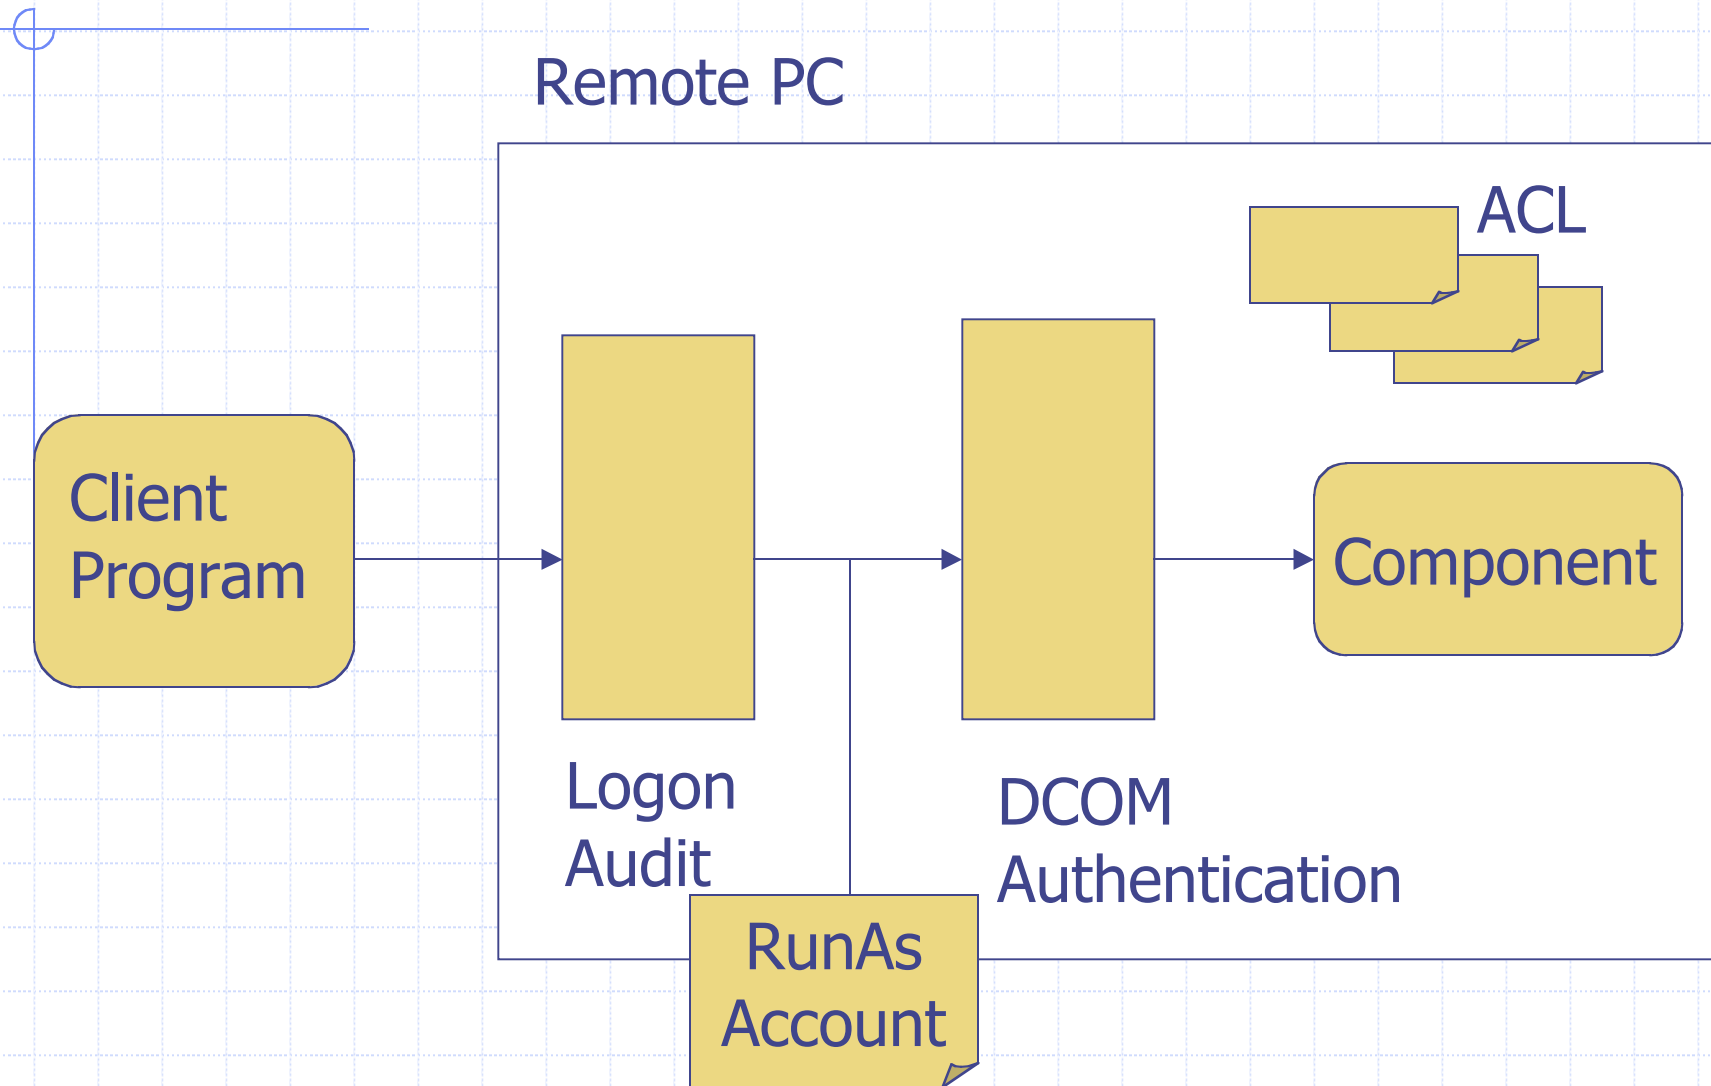 Remote PC
ACL
Client
Program
Component
Logon
Audit
DCOM
Authentication
RunAs
Account